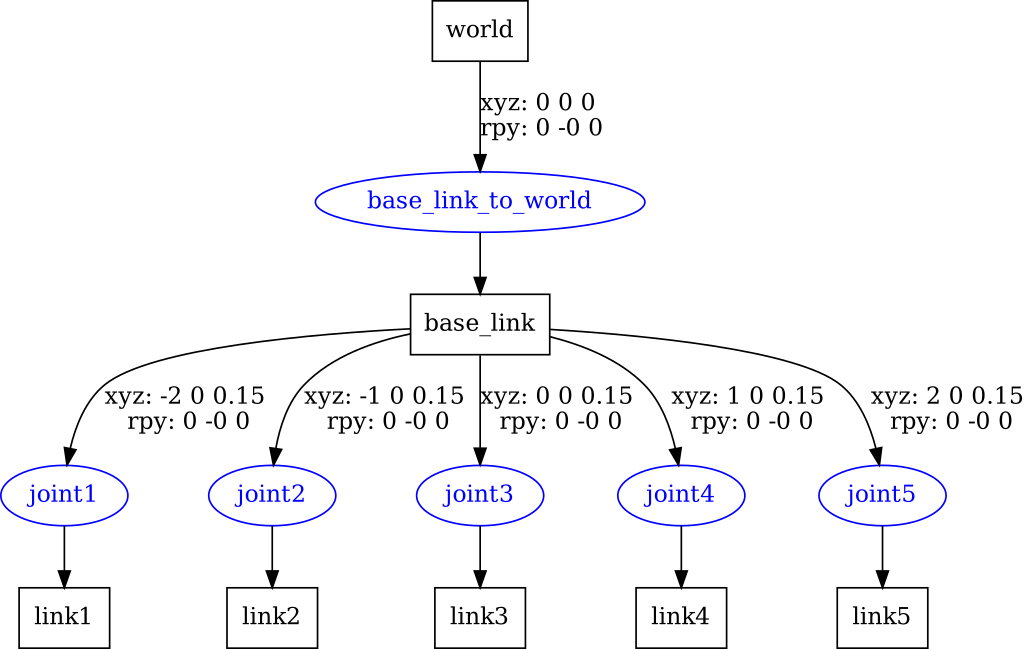 world
xyz: 0 0 0
rpy: 0 -0 0
base_link_to_world
base_link
xyz: -2 0 0.15
rpy: 0 -0 0
xyz: -1 0 0.15
rpy: 0 -0 0
xyz: 0 0 0.15
rpy: 0 -0 0
xyz: 1 0 0.15
rpy: 0 -0 0
xyz: 2 0 0.15
rpy: 0 -0 0
joint1
joint2
joint3
joint4
joint5
link1
link2
link3
link4
link5